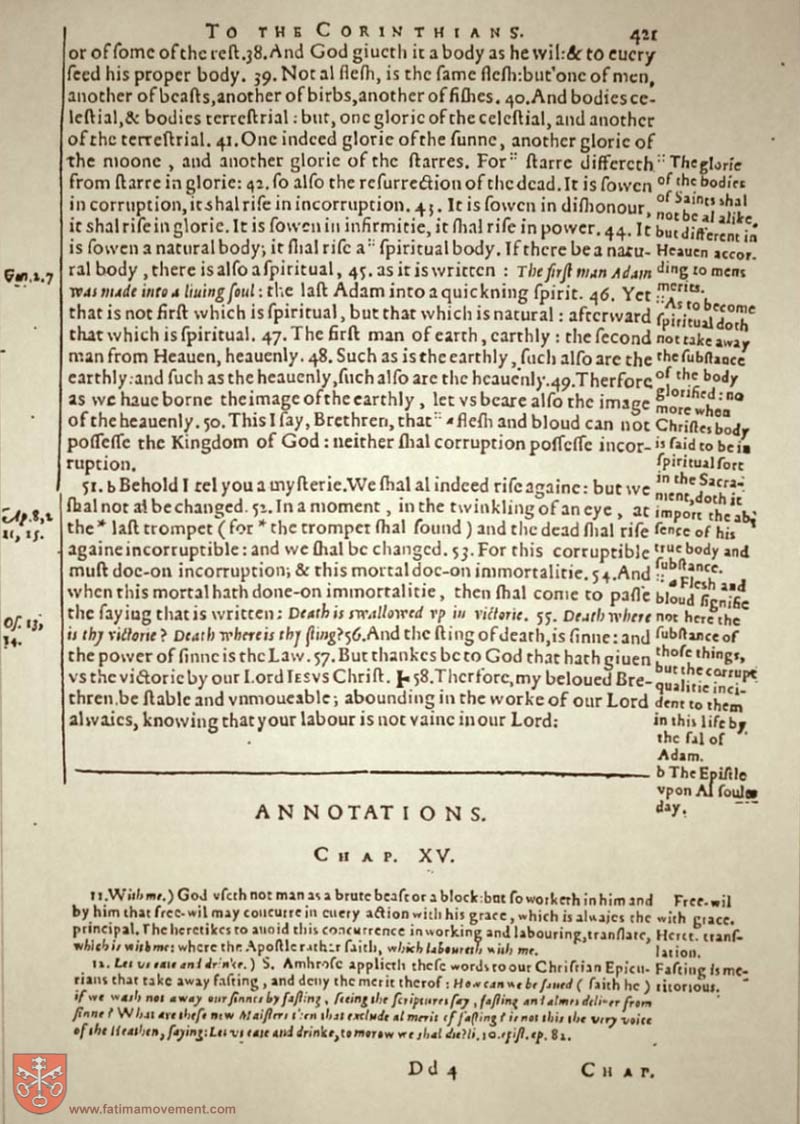 TO THE CORINTHIANS. 421
or of ſome of the reſt.38.And God giueth it a body as he wil:& to euery
ſeed his proper body. 39. Not al fleſh, is the ſame fleſh:but one of men,
another of beaſts,another of birbs,another of fiſhes. 40.And bodies ce-
leſtial,& bodies terreſtrial : but, one glorie of the celeſtial, and another
of the terreſtrial. 41.One indeed glorie of the ſunne, another glorie of
the moone , and another glorie of the ſtarres. For :: ſtarre differeth
from ſtarre in glorie: 42. ſo alſo the reſurrection of the dead. It is ſowen
in corruption, it shal riſe in incorruption. 43. It is ſowen in diſhonour,
it shal riſe in glorie. It is ſowen in infirmitie, it ſhal riſe in power. 44. It
is ſowen a natural body; it ſhal riſe a :: ſpiritual body. If there be a natu-
ral body , there is alſo a ſpiritual, 45. as it is written : The firſt man Adam
was made into a liuing ſoul : the laſt Adam into a quickning ſpirit. 46. Yet
that is not firſt which is ſpiritual, but that which is natural : afterward
that which is ſpiritual. 47. The firſt man of earth, earthly : the ſecond
man from Heauen, heauenly. 48. Such as is the earthly , ſuch alſo are the
earthly:and ſuch as the heauenly,ſuch alſo are the heauenly.49.Therfore
as we haue borne the image of the earthly , let vs beare alſo the image
of the heauenly. 50. This I ſay, Brethren, that :: a fleſh and bloud can not
poſſeſſe the Kingdom of God : neither ſhal corruption poſſeſſe incor-
ruption.
51. b Behold I tel you a myſterie. We ſhal al indeed riſe againe: but we
ſhal not al be changed. 52. In a moment , in the twinkling of an eye , at
the * laſt trompet ( for * the trompet ſhal ſound ) and the dead ſhal riſe
againe incorruptible : and we ſhal be changed. 53. For this corruptible
muſt doe-on incorruption; & this mortal doe-on immortalitie. 54. And
when this mortal hath done-on immortalitie , then ſhal come to paſſe
the ſaying that is written: Death is swallowed vp in victorie. 55. Death where
is thy victorie ? Death where is thy ſting? 56.And the ſting of death, is ſinne: and
the power of ſinne is the Law. 57. But thankes be to God that hath giuen
vs the victorie by our Lord IESVS Chriſt. 58. Therfore, my beloued Bre-
thren, be ſtable and vnmoueable ; abounding in the worke of our Lord
alwaies, knowing that your labour is not vaine in our Lord:
Gen.2,7
Ap.8,2
11, 15.
Oſ. 13,
14.
:: The glorie
of the bodies
of Saints shal
not be al alike,
but different in
Heauen accor-
ding to mens
merits.
:: As to become
ſpiritual doth
not take away
the ſubſtance
of the body
glorified: no
more when
Chriſtes body
is ſaid to be in
ſpiritual ſort
in the Sacra-
ment, doth it
import the ab-
ſence of his
true body and
ſubſtance.
:: a Fleſh and
bloud ſignifie
not here the
ſubſtance of
thoſe things,
but the corrupt
qualitie inci-
dent to them
in this life by
the fal of
Adam.
b The Epiſtle
vpon Al ſoules
day.
ANNOTATIONS.
CHAP. XV.
11. With me. ) God vſeth not man as a brute beaſt or a block: but ſo worketh in him and
by him that free-wil may concurre in euery action with his grace, which is alwajes the
principal. The heretikes to auoid this concurrence in working and labouring, tranſlate,
which is with me: where the Apoſtle rather ſaith, which laboureth with me.
12. Let vs eate and drinke. ) S. Ambroſe applieth theſe words to our Chriſtian Epicu-
rians that take away faſting, and deny the merit therof : How can we be ſaued ( ſaith he )
if we wash not away our ſinnes by faſting , ſeeing the ſcriptures ſay , faſting and almes deliuer from
ſinne ? What are theſe new Maiſters then that exclude al merit of faſting ? is not this the very voice
of the Heathen, ſaying: Let vs eate and drinke, to morow we shal die? li. 10. epiſt. ep. 82.
Free-wil
with grace.
Heret. tranſ-
lation.
Faſting is me-
ritorious.
Dd 4 CHAP.
www.fatimamovement.com